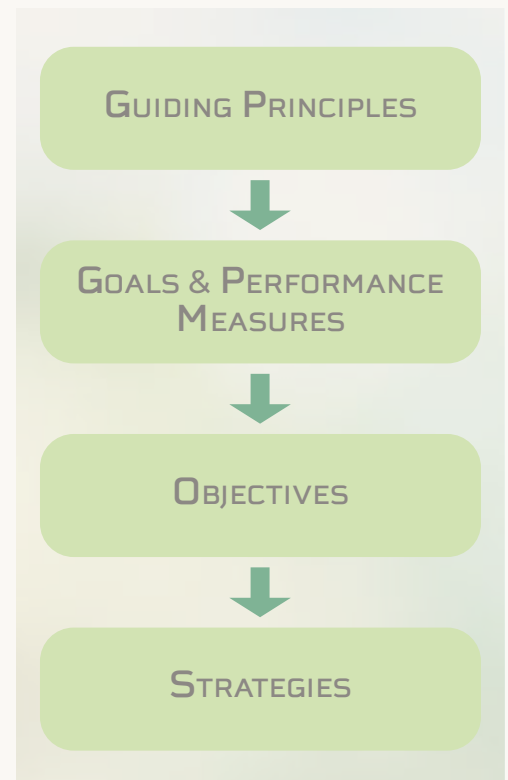 Guiding Principles
Goals & Performance
Measures
Objectives
Strategies